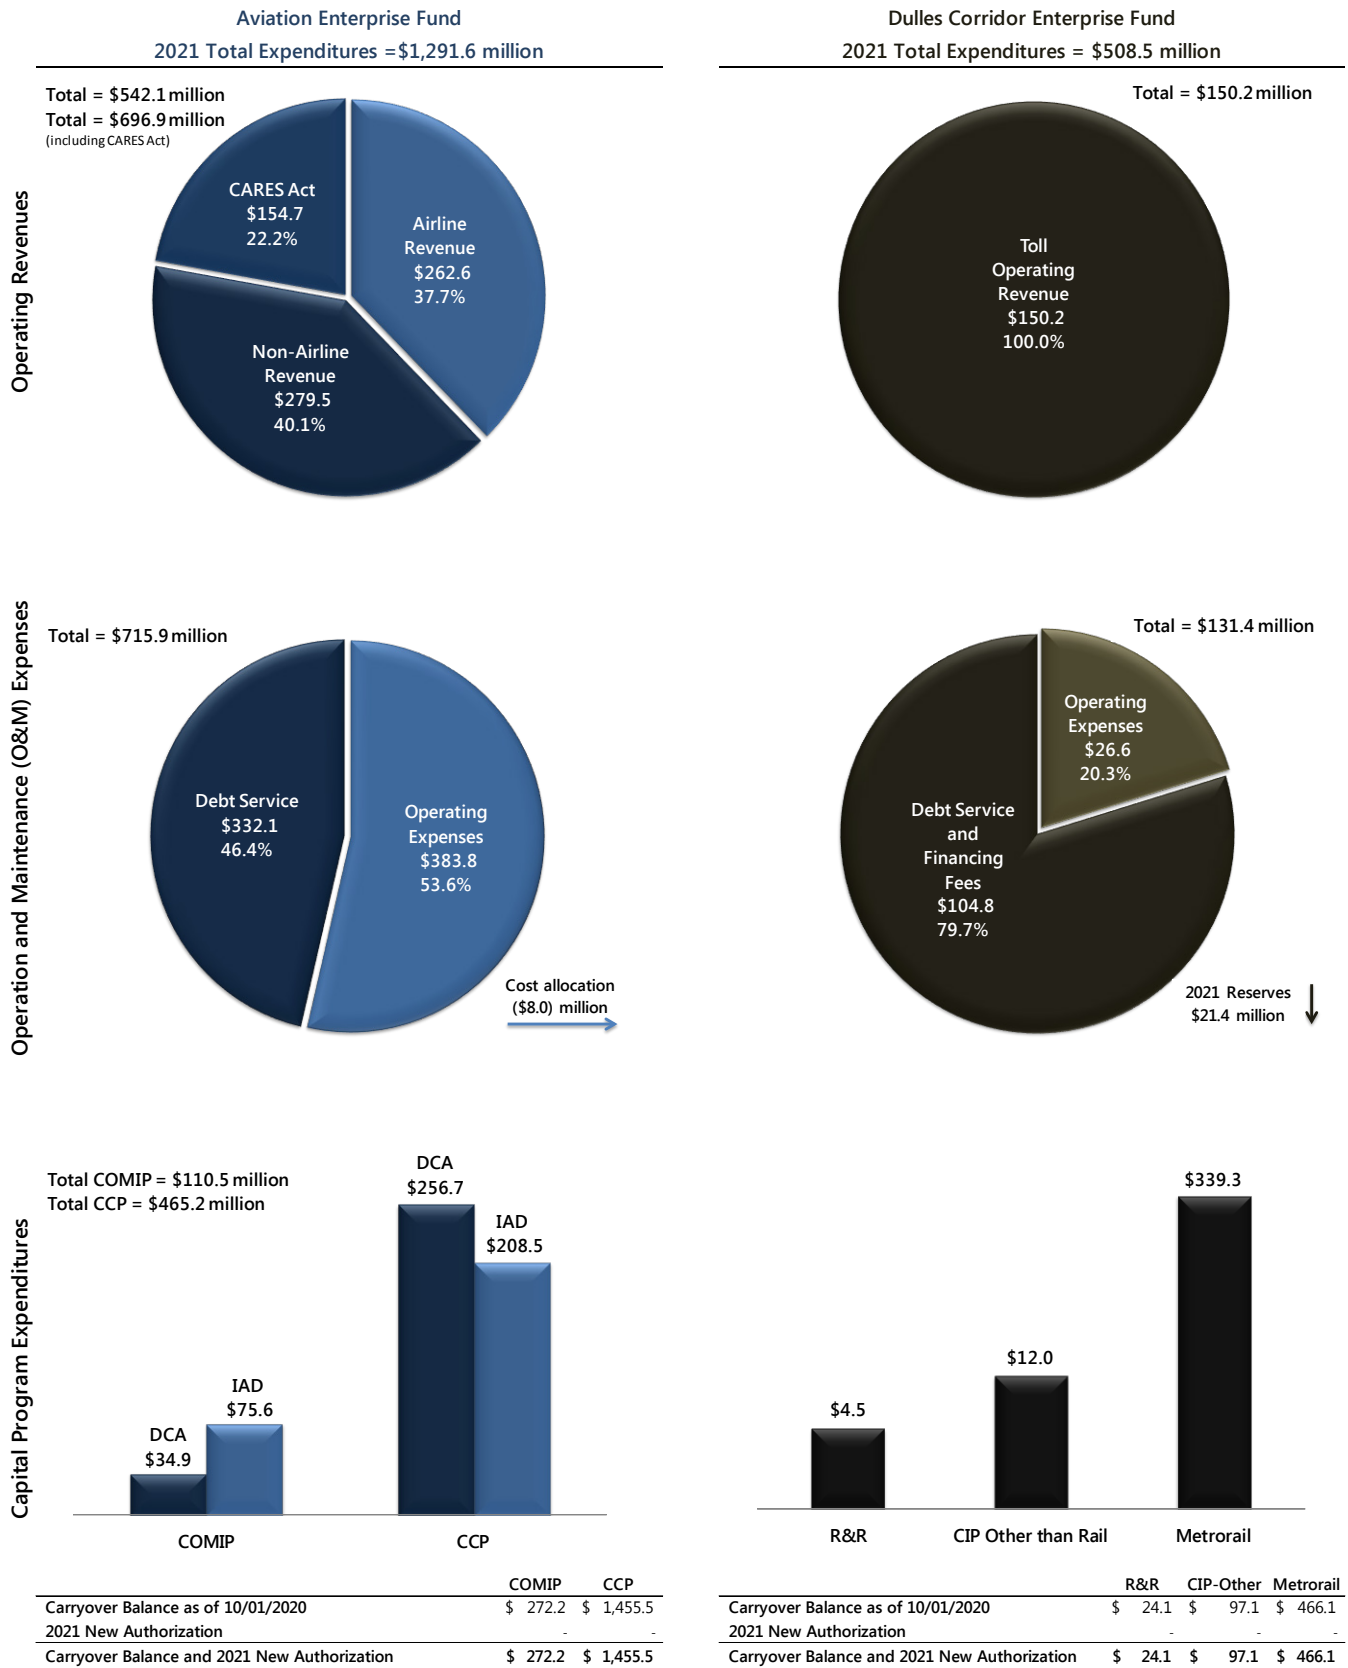 Aviation Enterprise Fund
2021 Total Expenditures =$1,291.6 million
Dulles Corridor Enterprise Fund
2021 Total Expenditures = $508.5 million
Operating Revenues
Total = $542.1 million
Total = $696.9 million
(including CARES Act)
CARES Act
$154.7
22.2%
Airline
Revenue
$262.6
37.7%
Non-Airline
Revenue
$279.5
40.1%
Total = $150.2 million
Toll
Operating
Revenue
$150.2
100.0%
Operation and Maintenance (O&M) Expenses
Total = $715.9 million
Debt Service
$332.1
46.4%
Operating
Expenses
$383.8
53.6%
Cost allocation
($8.0) million
Total = $131.4 million
Operating
Expenses
$26.6
20.3%
Debt Service
and
Financing
Fees
$104.8
79.7%
2021 Reserves
$21.4 million
Capital Program Expenditures
Total COMIP = $110.5 million
Total CCP = $465.2 million
DCA
$34.9
IAD
$75.6
DCA
$256.7
IAD
$208.5
COMIP
CCP
$4.5
$12.0
$339.3
R&R
CIP Other than Rail
Metrorail
COMIP CCP
Carryover Balance as of 10/01/2020 $ 272.2 $ 1,455.5
2021 New Authorization - -
Carryover Balance and 2021 New Authorization $ 272.2 $ 1,455.5
R&R CIP-Other Metrorail
Carryover Balance as of 10/01/2020 $ 24.1 $ 97.1 $ 466.1
2021 New Authorization - - -
Carryover Balance and 2021 New Authorization $ 24.1 $ 97.1 $ 466.1